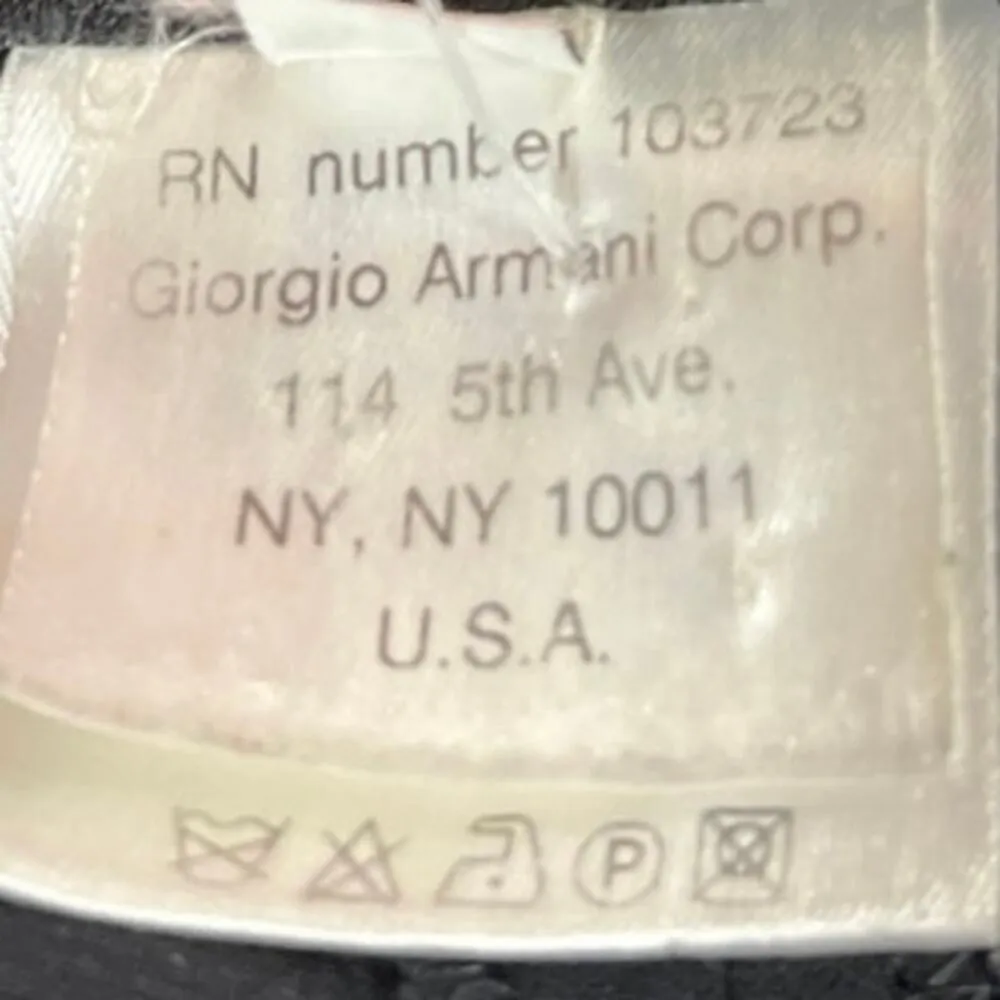 RN number 103723
Giorgio Armani Corp.
114 5th Ave.
NY, NY 10011
U.S.A.
P